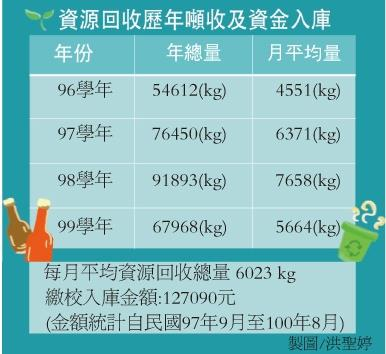 資源回收歷年噸收及資金入庫
年份 年總量 月平均量
96學年 54612(kg) 4551(kg)
97學年 76450(kg) 6371(kg)
98學年 91893(kg) 7658(kg)
99學年 67968(kg) 5664(kg)
每月平均資源回收總量 6023 kg
繳校入庫金額:127090元
(金額統計自民國97年9月至100年8月)
製圖/洪聖婷